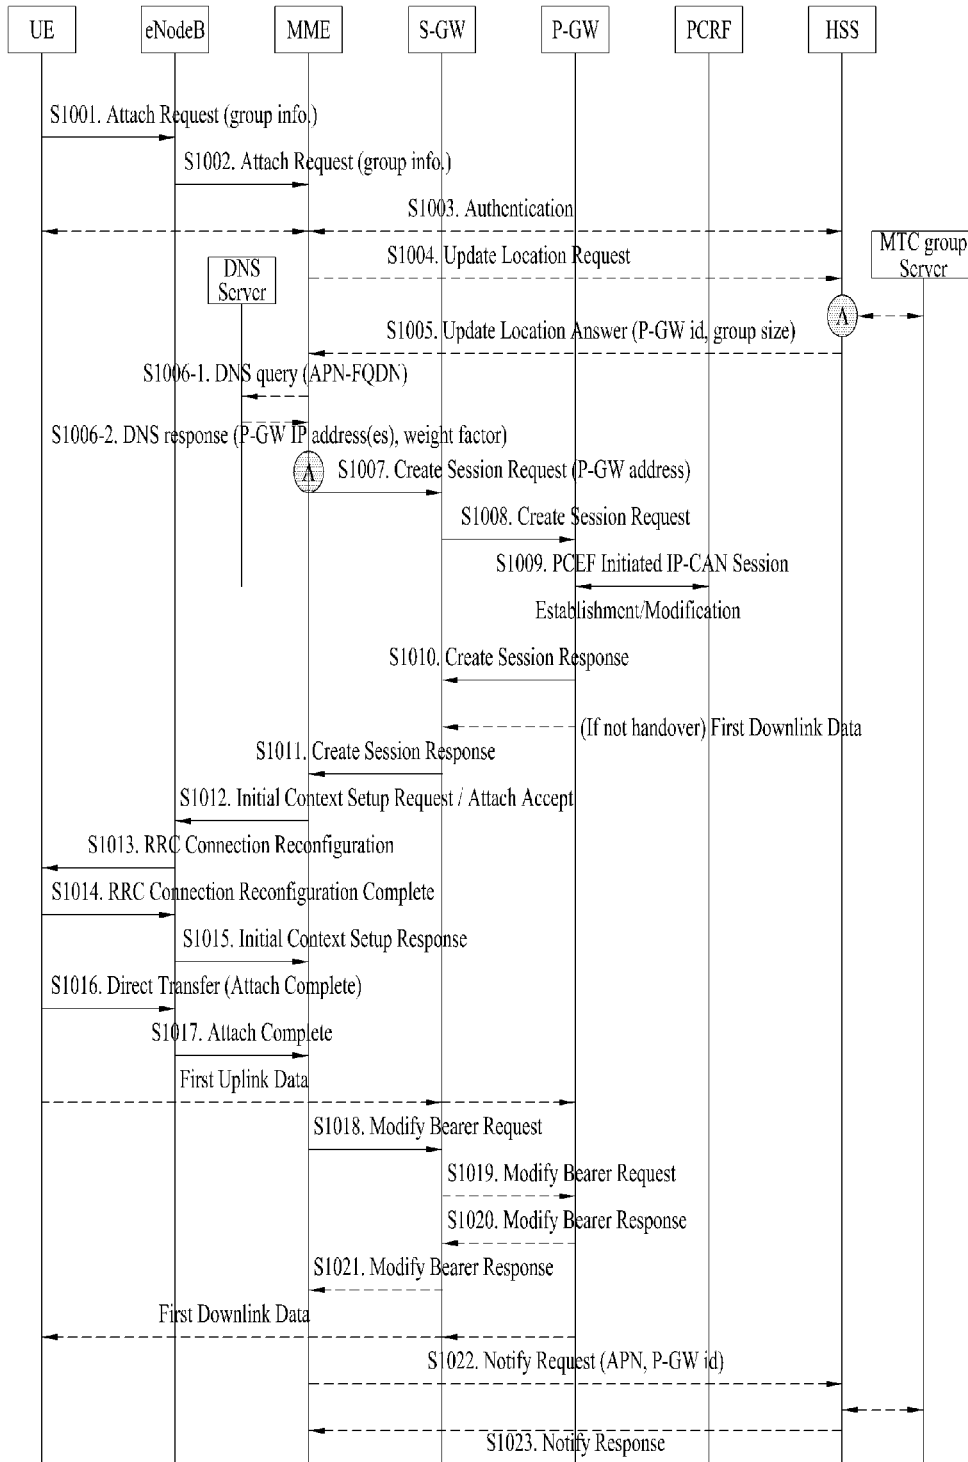 UE
eNodeB
MME
S-GW
P-GW
PCRF
HSS
S1001. Attach Request (group info.)
S1002. Attach Request (group info.)
S1003. Authentication
S1004. Update Location Request
MTC group
Server
DNS
Server
A
S1005. Update Location Answer (P-GW id, group size)
S1006-1. DNS query (APN-FQDN)
S1006-2. DNS response (P-GW IP address(es), weight factor)
A
S1007. Create Session Request (P-GW address)
S1008. Create Session Request
S1009. PCEF Initiated IP-CAN Session
Establishment/Modification
S1010. Create Session Response
(If not handover) First Downlink Data
S1011. Create Session Response
S1012. Initial Context Setup Request / Attach Accept
S1013. RRC Connection Reconfiguration
S1014. RRC Connection Reconfiguration Complete
S1015. Initial Context Setup Response
S1016. Direct Transfer (Attach Complete)
S1017. Attach Complete
First Uplink Data
S1018. Modify Bearer Request
S1019. Modify Bearer Request
S1020. Modify Bearer Response
S1021. Modify Bearer Response
First Downlink Data
S1022. Notify Request (APN, P-GW id)
S1023. Notify Response